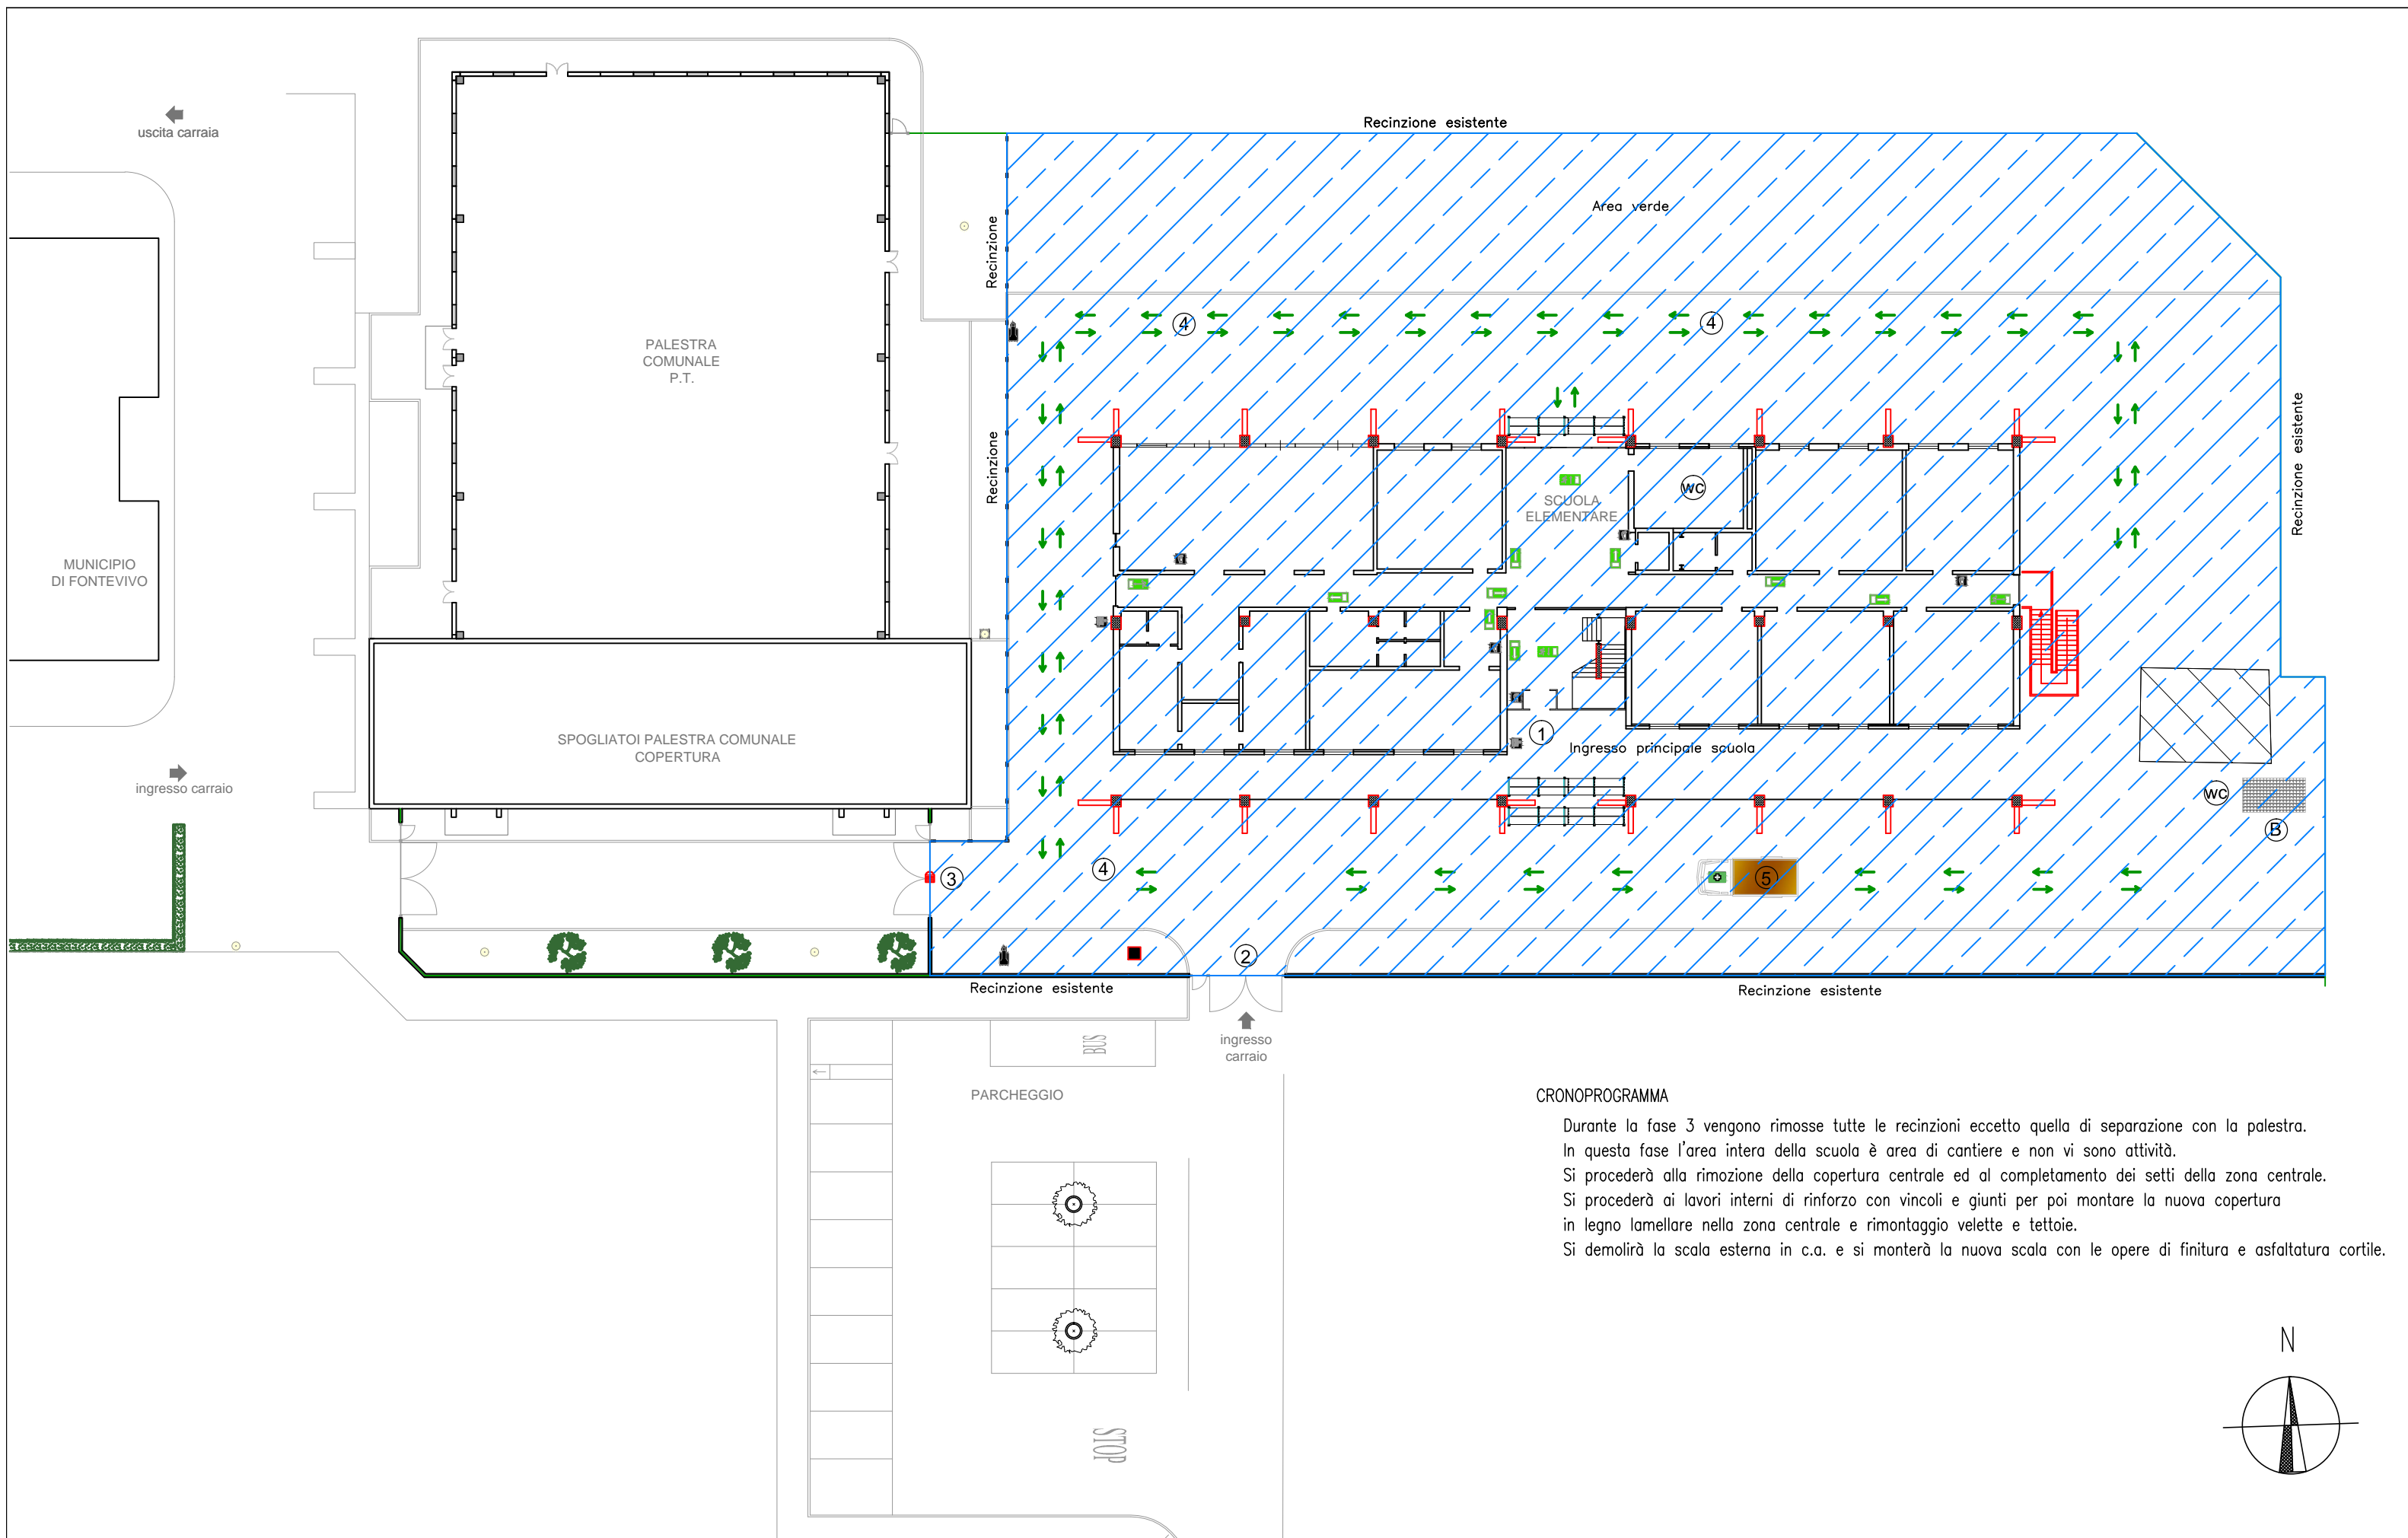 Recinzione esistente
uscita carraia
Area verde
Recinzione
4
4
PALESTRA
COMUNALE
P.T.
Recinzione esistente
Recinzione
WC
SCUOLA
ELEMENTARE
MUNICIPIO
DI FONTEVIVO
SPOGLIATOI PALESTRA COMUNALE
COPERTURA
1
Ingresso principale scuola
ingresso carraio
WC
B
4
3
5
2
Recinzione esistente
Recinzione esistente
ingresso
carraio
BUS
PARCHEGGIO
CRONOPROGRAMMA
Durante la fase 3 vengono rimosse tutte le recinzioni eccetto quella di separazione con la palestra.
In questa fase l'area intera della scuola è area di cantiere e non vi sono attività.
Si procederà alla rimozione della copertura centrale ed al completamento dei setti della zona centrale.
Si procederà ai lavori interni di rinforzo con vincoli e giunti per poi montare la nuova copertura
in legno lamellare nella zona centrale e rimontaggio velette e tettoie.
Si demolirà la scala esterna in c.a. e si monterà la nuova scala con le opere di finitura e asfaltatura cortile.
N
STOP